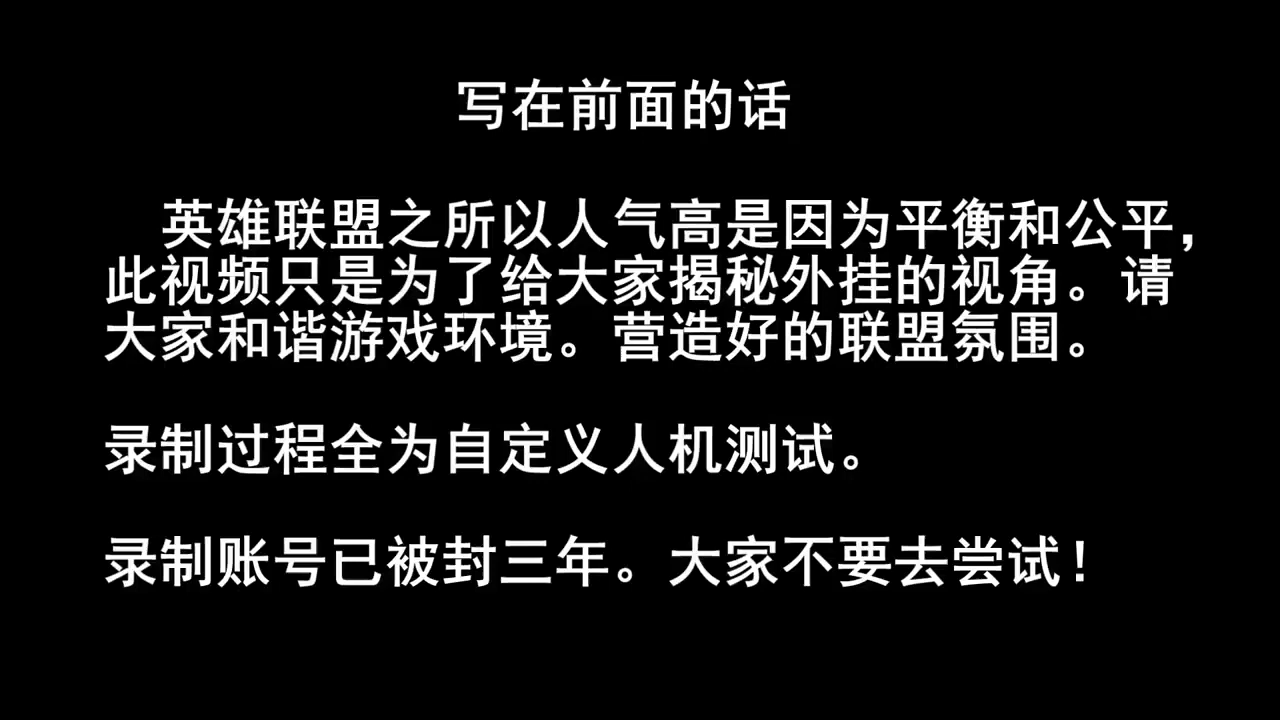 写在前面的话
英雄联盟之所以人气高是因为平衡和公平，
此视频只是为了给大家揭秘外挂的视角。请
大家和谐游戏环境。营造好的联盟氛围。
录制过程全为自定义人机测试。
录制账号已被封三年。大家不要去尝试！